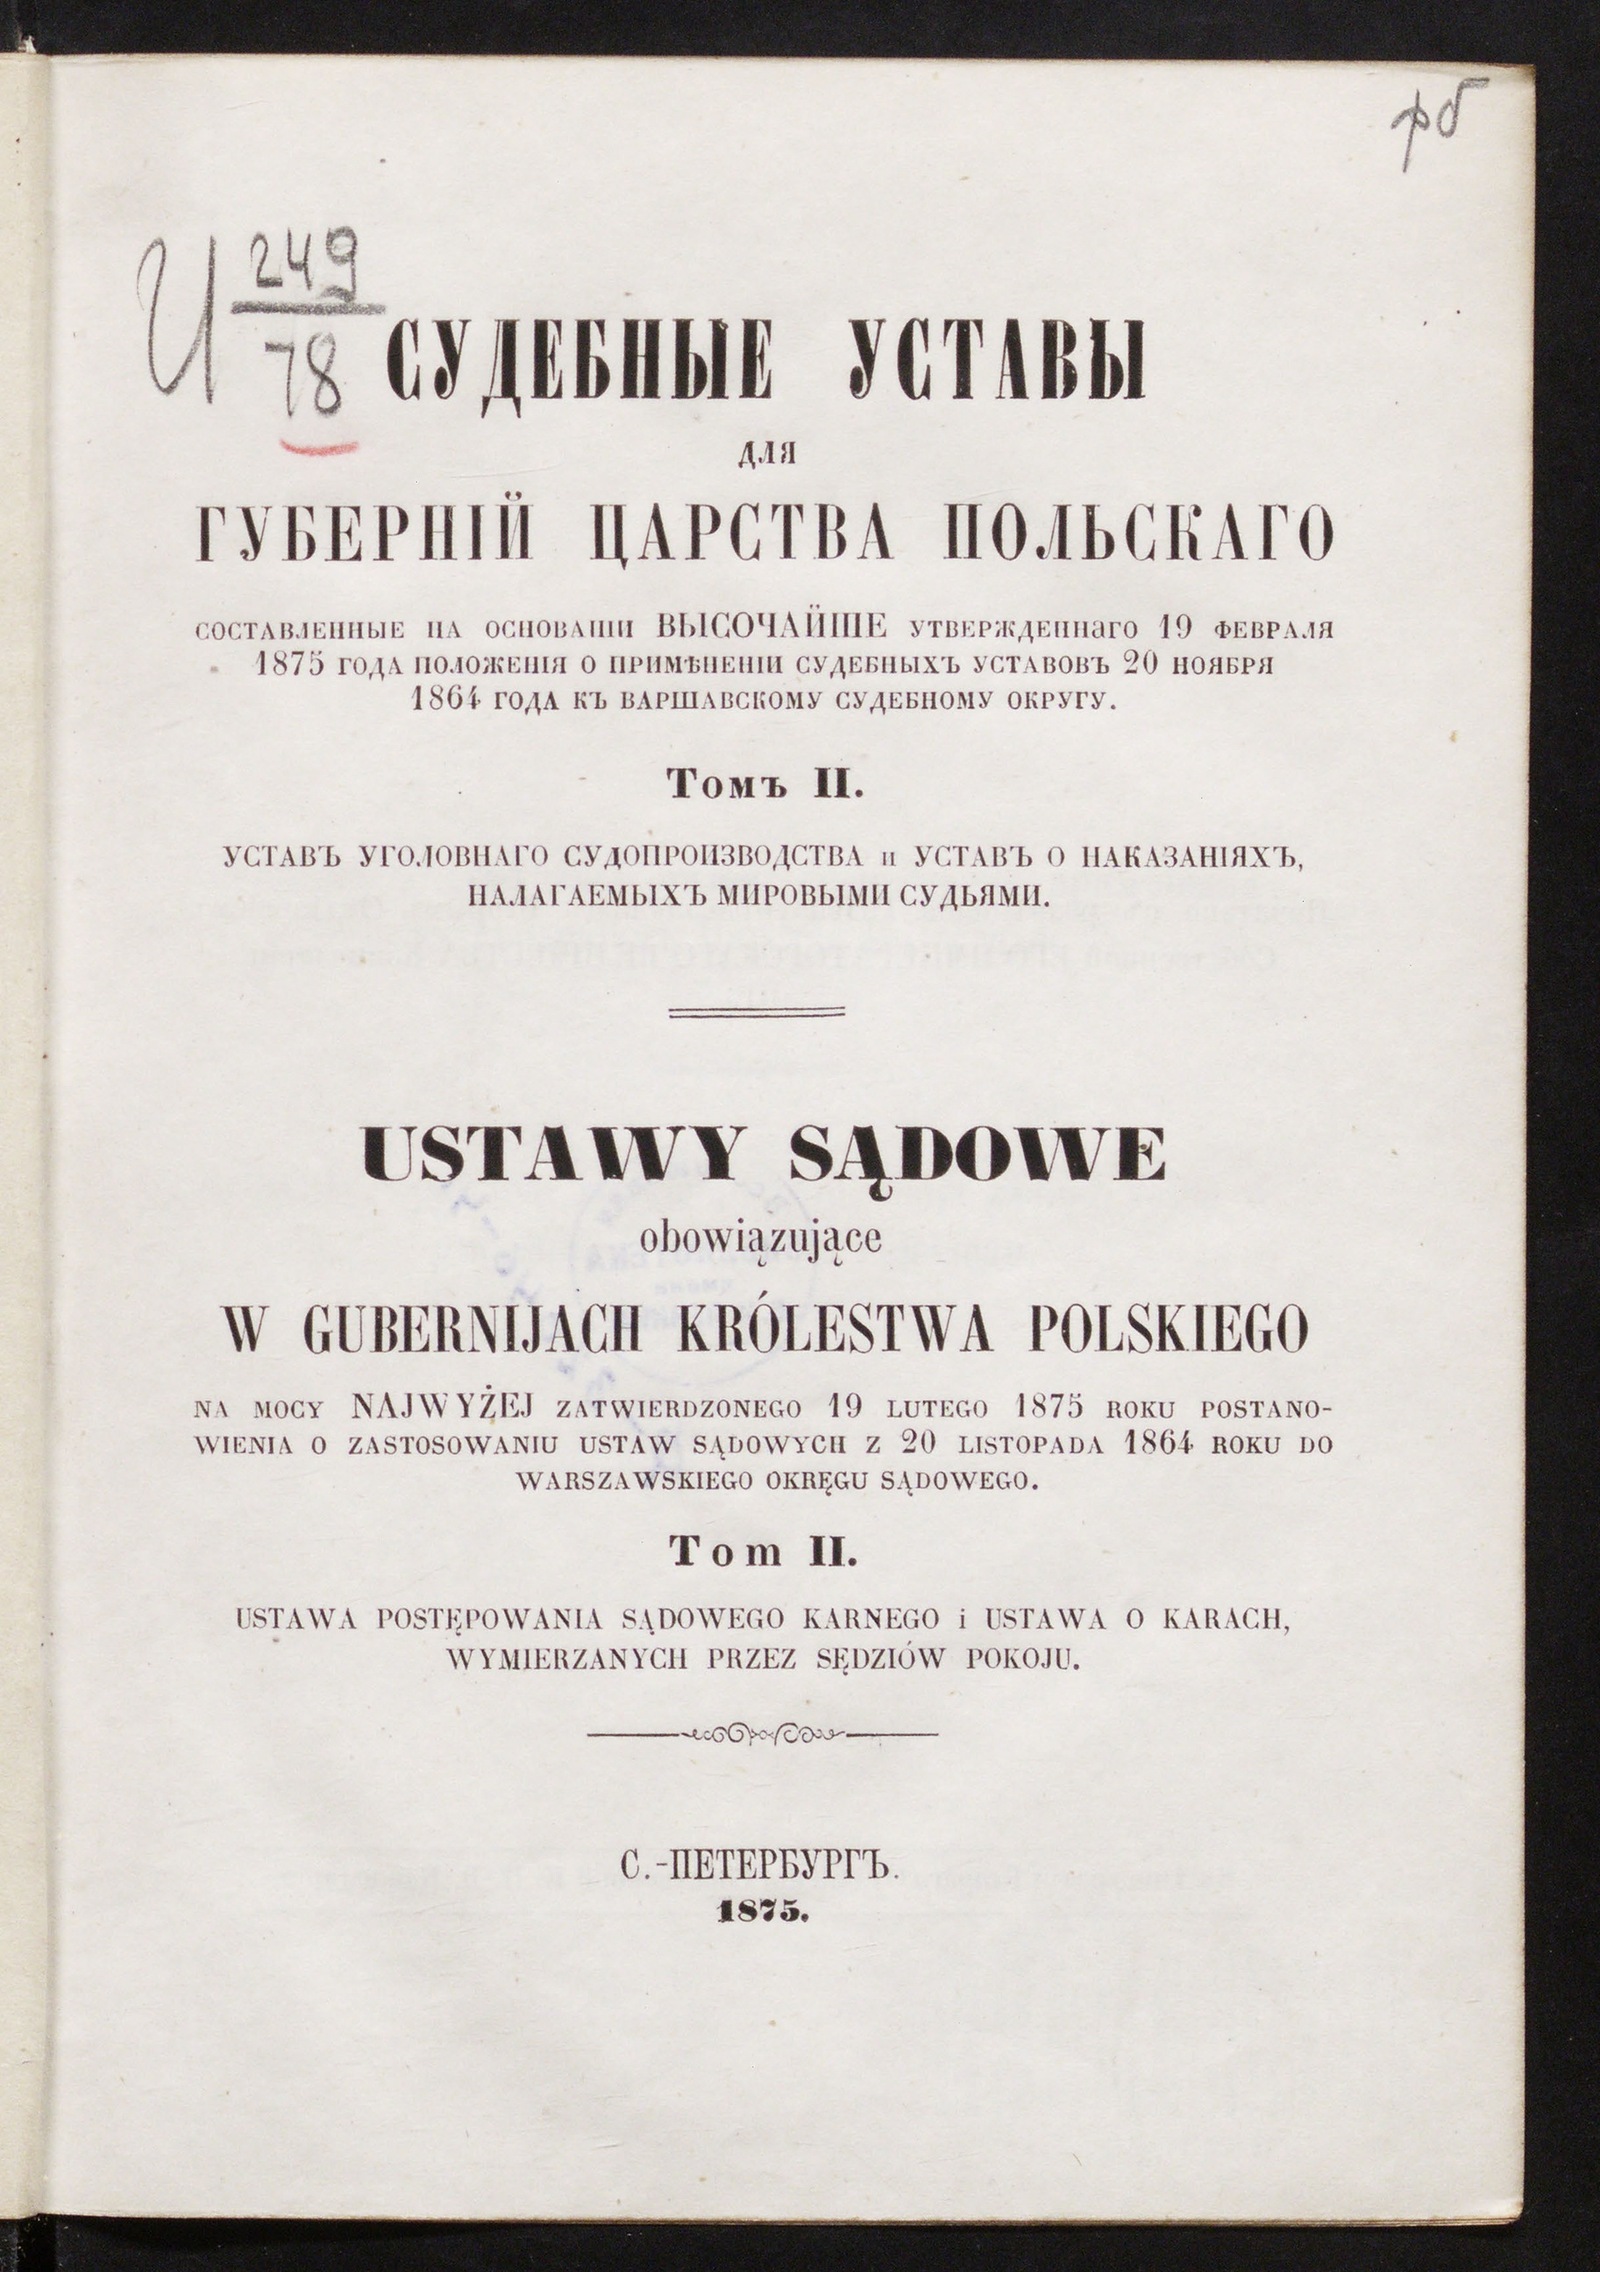 рб
И 249
78
СУДЕБНЫЕ УСТАВЫ
ДЛЯ
ГУБЕРНІЙ ЦАРСТВА ПОЛЬСКАГО
СОСТАВЛЕННЫЕ НА ОСНОВАНІИ ВЫСОЧАЙШЕ УТВЕРЖДЕННАГО 19 ФЕВРАЛЯ
1875 ГОДА ПОЛОЖЕНІЯ О ПРИМѢНЕНІИ СУДЕБНЫХЪ УСТАВОВЪ 20 НОЯБРЯ
1864 ГОДА КЪ ВАРШАВСКОМУ СУДЕБНОМУ ОКРУГУ.
Томъ II.
УСТАВЪ УГОЛОВНАГО СУДОПРОИЗВОДСТВА и УСТАВЪ О НАКАЗАНІЯХЪ,
НАЛАГАЕМЫХЪ МИРОВЫМИ СУДЬЯМИ.
USTAWY SĄDOWE
obowiązujące
W GUBERNIJACH KRÓLESTWA POLSKIEGO
NA MOCY NAJWYŻEJ ZATWIERDZONEGO 19 LUTEGO 1875 ROKU POSTANO-
WIENIA O ZASTOSOWANIU USTAW SĄDOWYCH Z 20 LISTOPADA 1864 ROKU DO
WARSZAWSKIEGO OKRĘGU SĄDOWEGO.
Tom II.
USTAWA POSTĘPOWANIA SĄDOWEGO KARNEGO i USTAWA O KARACH,
WYMIERZANYCH PRZEZ SĘDZIÓW POKOJU.
С.-ПЕТЕРБУРГЪ.
1875.